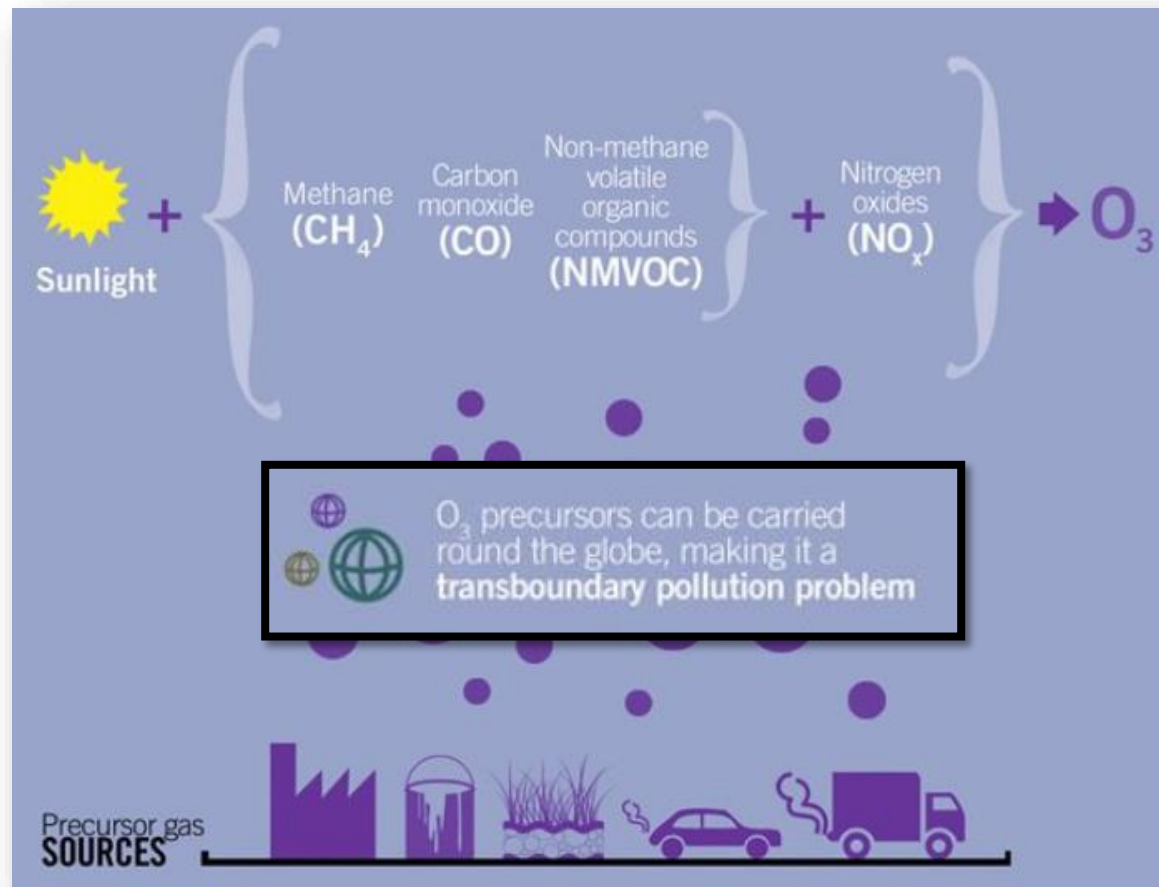 Sunlight
+
Methane
(CH₄)
Carbon
monoxide
(CO)
Non-methane
volatile
organic
compounds
(NMVOC)
+
Nitrogen
oxides
(NOₓ)
O₃
O₃ precursors can be carried
round the globe, making it a
transboundary pollution problem
Precursor gas
SOURCES